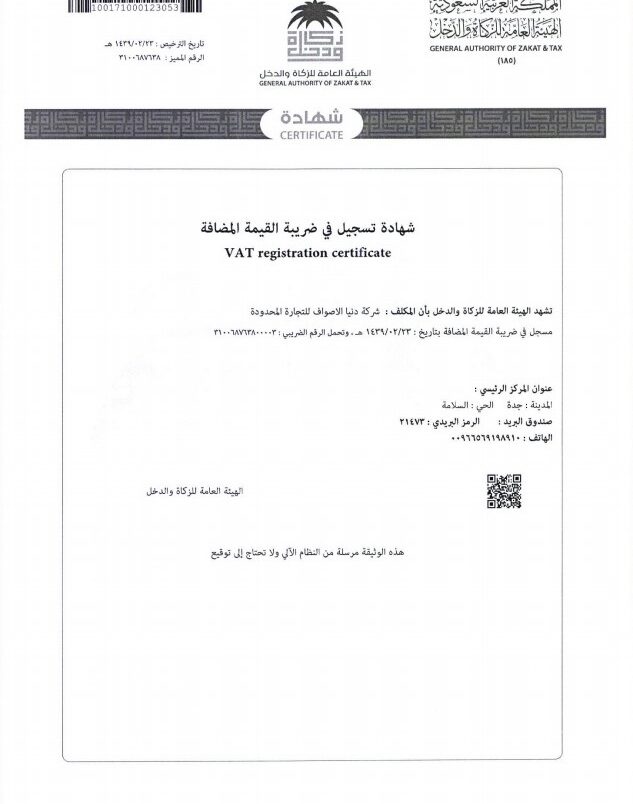 100171000123053
تاريخ الترخيص : ١٤٣٩/٠٢/٢٣ هـ
الرقم المميز : ٣١٠٠٦٨٧٦٣٨
زكاة
ودخل
الهيئة العامة للزكاة والدخل
GENERAL AUTHORITY OF ZAKAT & TAX
المملكة العربية السعودية
الهيئة العامة للزكاة والدخل
GENERAL AUTHORITY OF ZAKAT & TAX
(١٨٥)
شهادة
CERTIFICATE
شهادة تسجيل في ضريبة القيمة المضافة
VAT registration certificate
تشهد الهيئة العامة للزكاة والدخل بأن المكلف : شركة دنيا الاصواف للتجارة المحدودة
مسجل في ضريبة القيمة المضافة بتاريخ : ١٤٣٩/٠٢/٢٣ هـ ، وتحمل الرقم الضريبي : ٣١٠٠٦٨٧٦٣٨٠٠٠٠٣
عنوان المركز الرئيسي :
المدينة : جدة الحي : السلامة
صندوق البريد : الرمز البريدي : ٢١٤٧٣
الهاتف : ٠٠٩٦٦٥٦٩١٩٨٩١٠
الهيئة العامة للزكاة والدخل
هذه الوثيقة مرسلة من النظام الآلي ولا تحتاج إلى توقيع